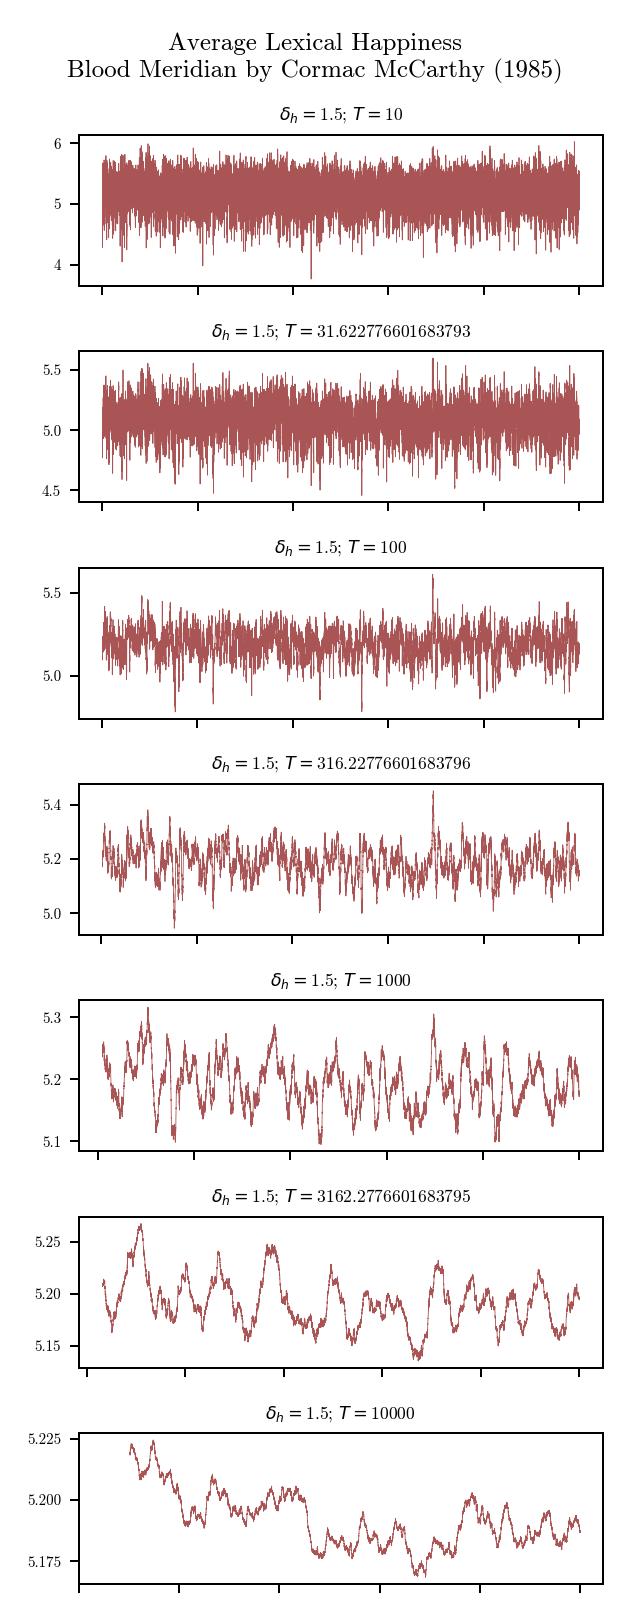 Average Lexical Happiness
Blood Meridian by Cormac McCarthy (1985)
δh = 1.5; T = 10
6
5
4
δh = 1.5; T = 31.622776601683793
5.5
5.0
4.5
δh = 1.5; T = 100
5.5
5.0
δh = 1.5; T = 316.22776601683796
5.4
5.2
5.0
δh = 1.5; T = 1000
5.3
5.2
5.1
δh = 1.5; T = 3162.2776601683795
5.25
5.20
5.15
δh = 1.5; T = 10000
5.225
5.200
5.175